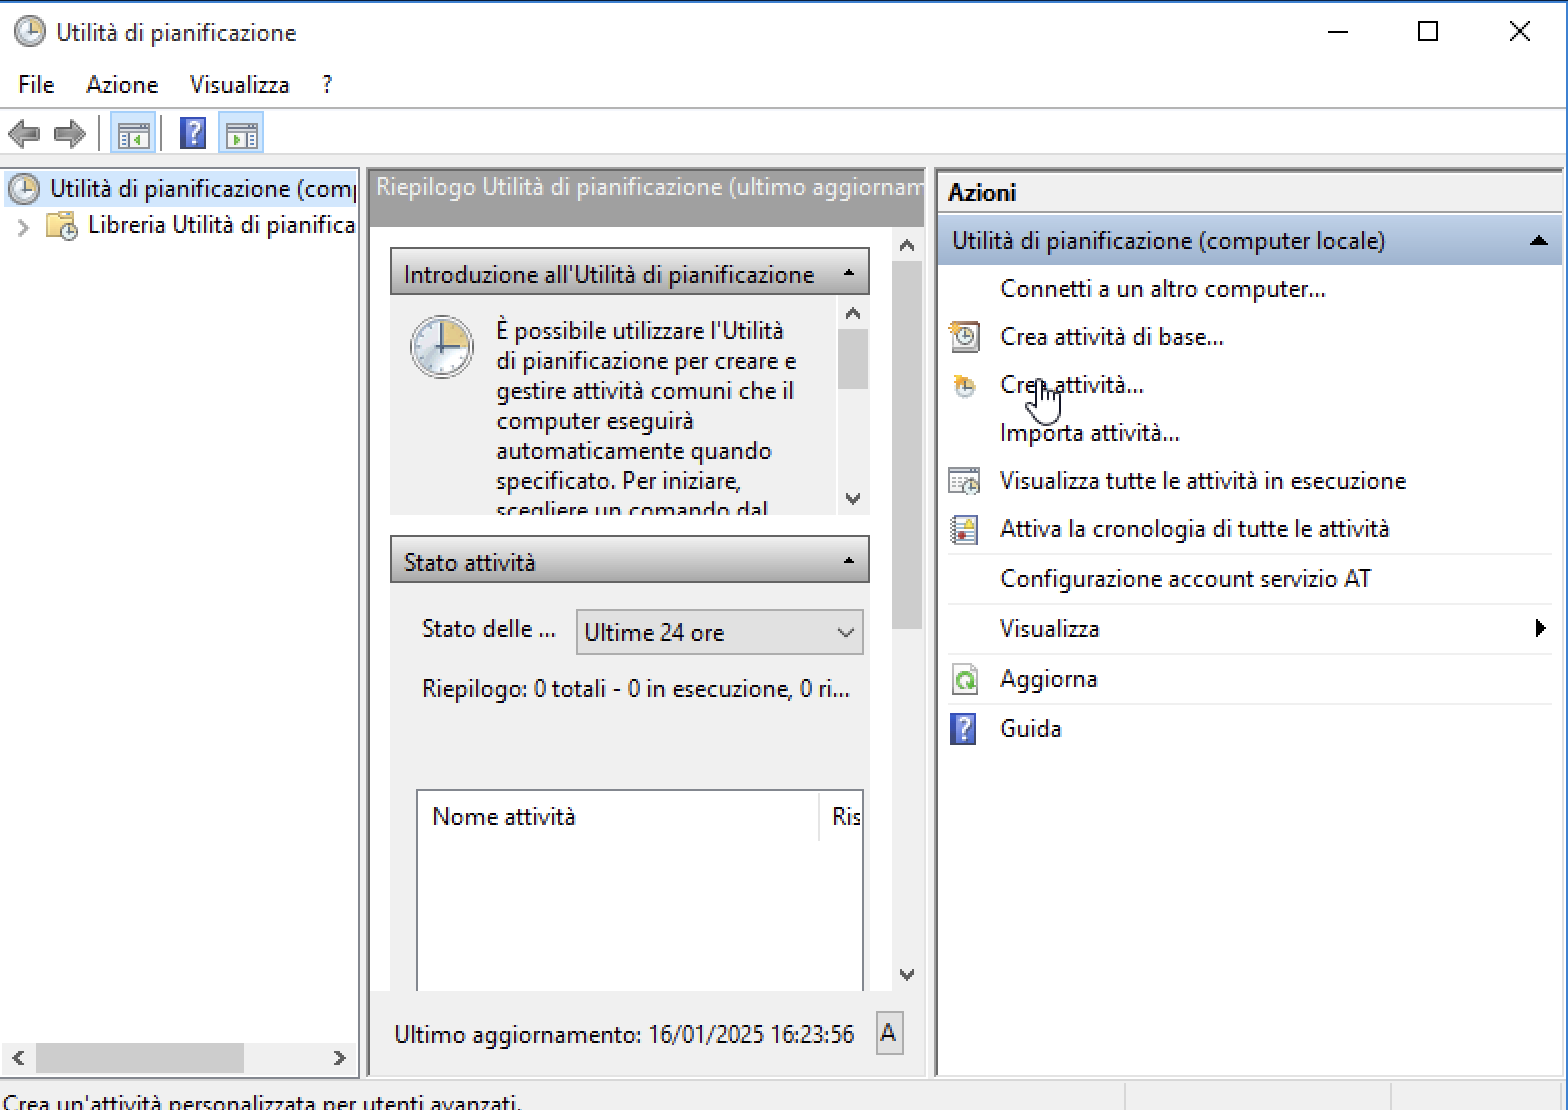 Utilità di pianificazione
File Azione Visualizza ?
Utilità di pianificazione (comp
Libreria Utilità di pianifica
Riepilogo Utilità di pianificazione (ultimo aggiornam
Introduzione all'Utilità di pianificazione
È possibile utilizzare l'Utilità
di pianificazione per creare e
gestire attività comuni che il
computer eseguirà
automaticamente quando
specificato. Per iniziare,
scegliere un comando dal
Stato attività
Stato delle ... Ultime 24 ore
Riepilogo: 0 totali - 0 in esecuzione, 0 ri...
Nome attività Ris
Ultimo aggiornamento: 16/01/2025 16:23:56 A
Azioni
Utilità di pianificazione (computer locale)
Connetti a un altro computer...
Crea attività di base...
Crea attività...
Importa attività...
Visualizza tutte le attività in esecuzione
Attiva la cronologia di tutte le attività
Configurazione account servizio AT
Visualizza
Aggiorna
Guida
Crea un'attività personalizzata per utenti avanzati.